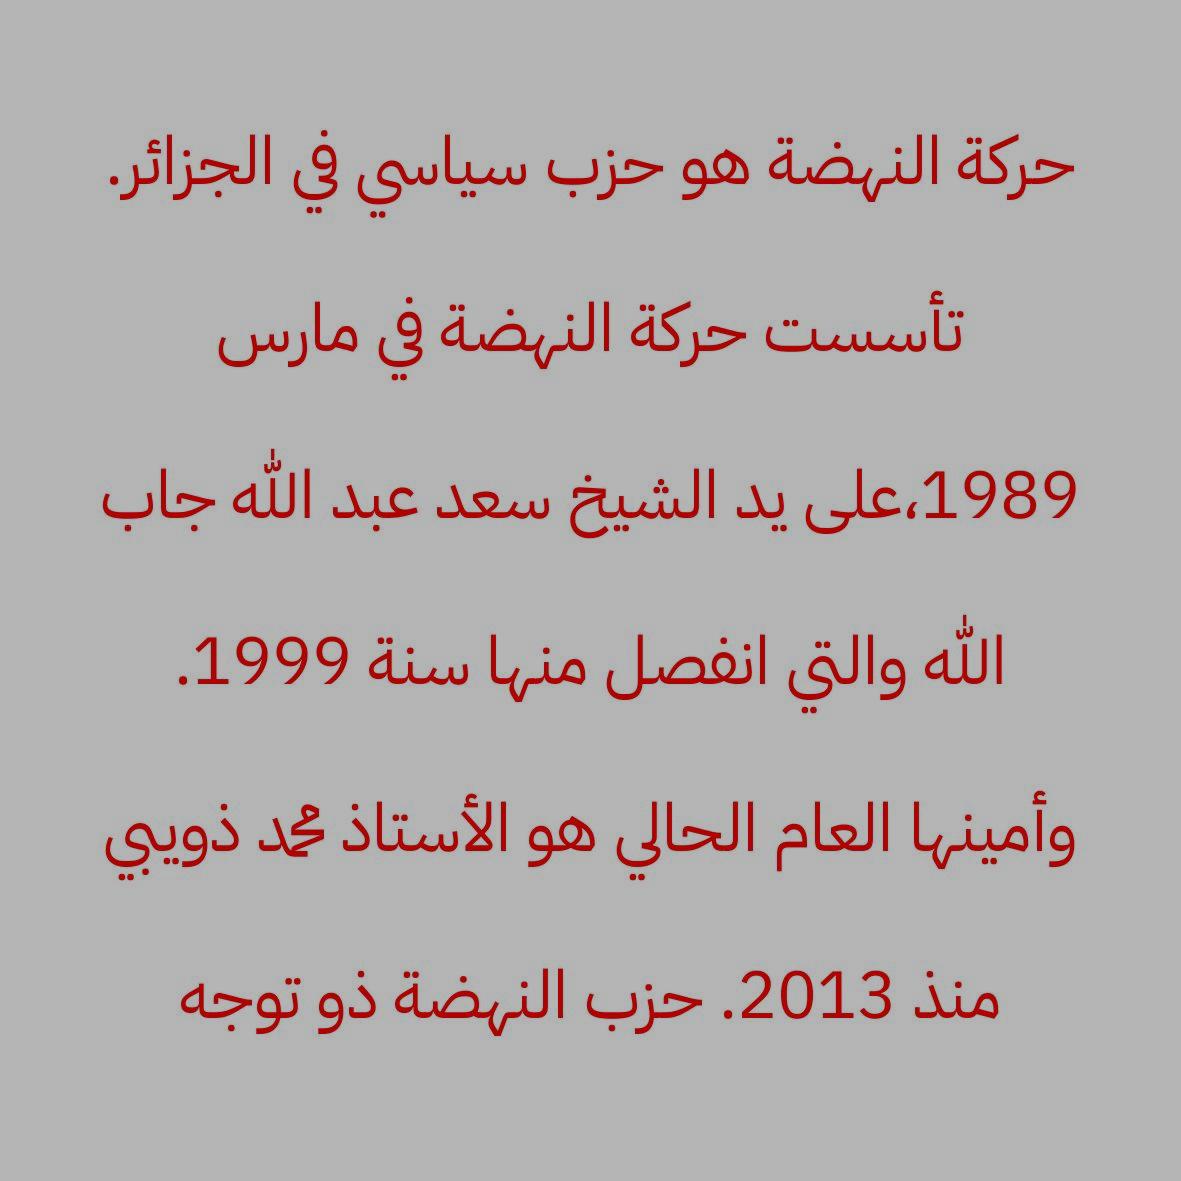 حركة النهضة هو حزب سياسي في الجزائر.
تأسست حركة النهضة في مارس
1989،على يد الشيخ سعد عبد الله جاب
الله والتي انفصل منها سنة 1999.
وأمينها العام الحالي هو الأستاذ محمد ذويبي
منذ 2013. حزب النهضة ذو توجه